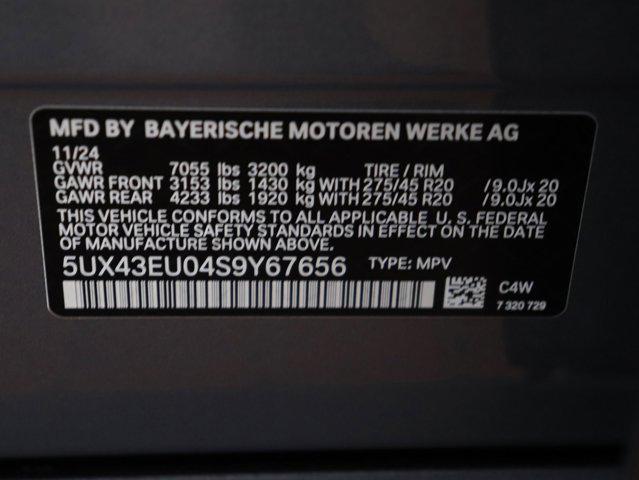 MFD BY BAYERISCHE MOTOREN WERKE AG
11/24
GVWR 7055 lbs 3200 kg TIRE / RIM
GAWR FRONT 3153 lbs 1430 kg WITH 275/45 R20 /9.0Jx 20
GAWR REAR 4233 lbs 1920 kg WITH 275/45 R20 /9.0Jx 20
THIS VEHICLE CONFORMS TO ALL APPLICABLE U. S. FEDERAL
MOTOR VEHICLE SAFETY STANDARDS IN EFFECT ON THE DATE OF
MANUFACTURE SHOWN ABOVE.
5UX43EU04S9Y67656 TYPE: MPV
C4W
7 320 729